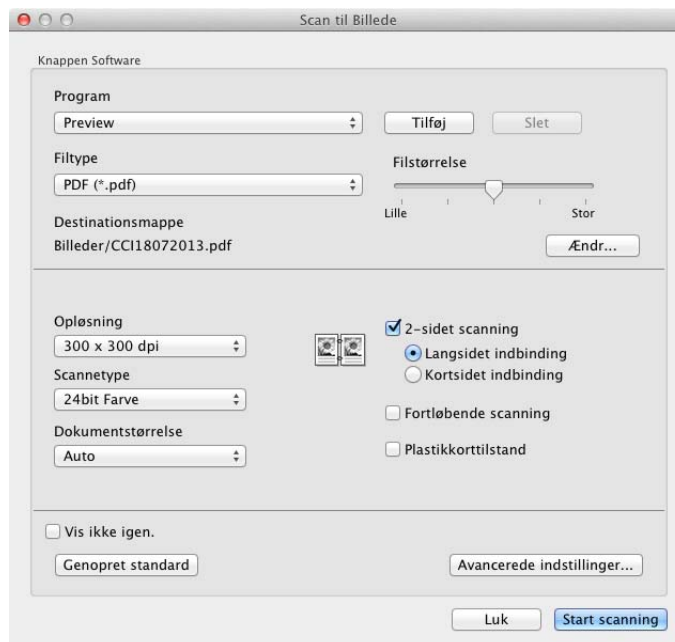 Scan til Billede
Knappen Software
Program
Preview
Tilføj
Slet
Filtype
PDF (*.pdf)
Filstørrelse
Lille
Stor
Destinationsmappe
Billeder/CCI18072013.pdf
Ændr...
Opløsning
300 x 300 dpi
Scannetype
24bit Farve
Dokumentstørrelse
Auto
2-sidet scanning
Langsidet indbinding
Kortsidet indbinding
Fortløbende scanning
Plastikkorttilstand
Vis ikke igen.
Genopret standard
Avancerede indstillinger...
Luk
Start scanning